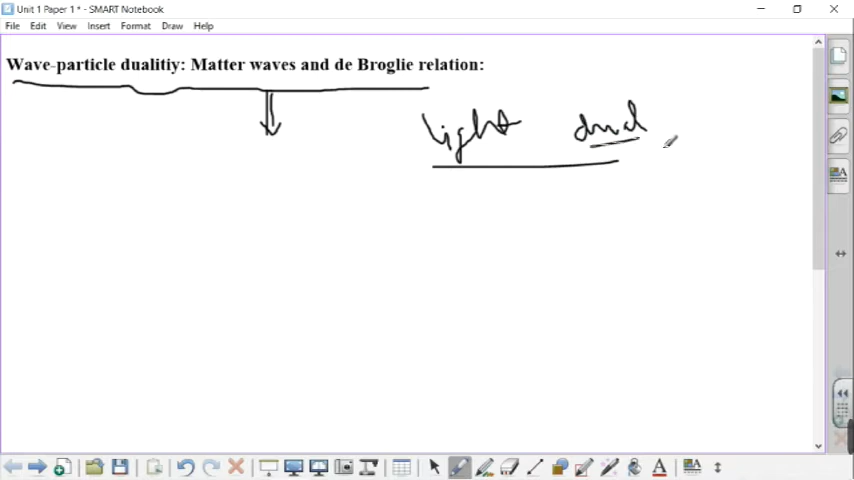 Unit 1 Paper 1 * - SMART Notebook
File Edit View Insert Format Draw Help
Wave-particle dualitiy: Matter waves and de Broglie relation:
light dual